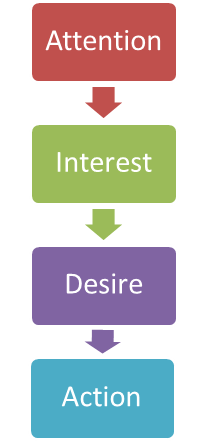 Attention
Interest
Desire
Action